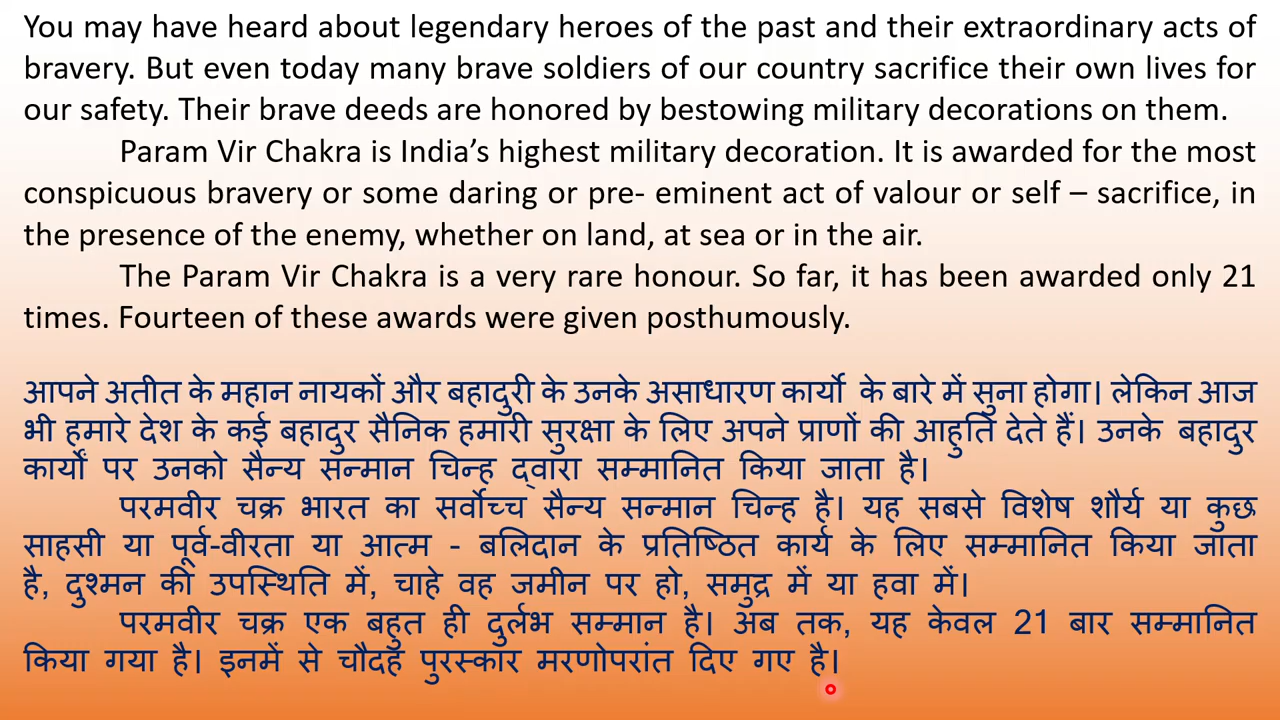 You may have heard about legendary heroes of the past and their extraordinary acts of
bravery. But even today many brave soldiers of our country sacrifice their own lives for
our safety. Their brave deeds are honored by bestowing military decorations on them.
Param Vir Chakra is India’s highest military decoration. It is awarded for the most
conspicuous bravery or some daring or pre- eminent act of valour or self – sacrifice, in
the presence of the enemy, whether on land, at sea or in the air.
The Param Vir Chakra is a very rare honour. So far, it has been awarded only 21
times. Fourteen of these awards were given posthumously.
आपने अतीत के महान नायकों और बहादुरी के उनके असाधारण कार्यो के बारे में सुना होगा। लेकिन आज
भी हमारे देश के कई बहादुर सैनिक हमारी सुरक्षा के लिए अपने प्राणों की आहुति देते हैं। उनके बहादुर
कार्यों पर उनको सैन्य सन्मान चिन्ह द्वारा सम्मानित किया जाता है।
परमवीर चक्र भारत का सर्वोच्च सैन्य सन्मान चिन्ह है। यह सबसे विशेष शौर्य या कुछ
साहसी या पूर्व-वीरता या आत्म - बलिदान के प्रतिष्ठित कार्य के लिए सम्मानित किया जाता
है, दुश्मन की उपस्थिति में, चाहे वह जमीन पर हो, समुद्र में या हवा में।
परमवीर चक्र एक बहुत ही दुर्लभ सम्मान है। अब तक, यह केवल 21 बार सम्मानित
किया गया है। इनमें से चौदह पुरस्कार मरणोपरांत दिए गए है।